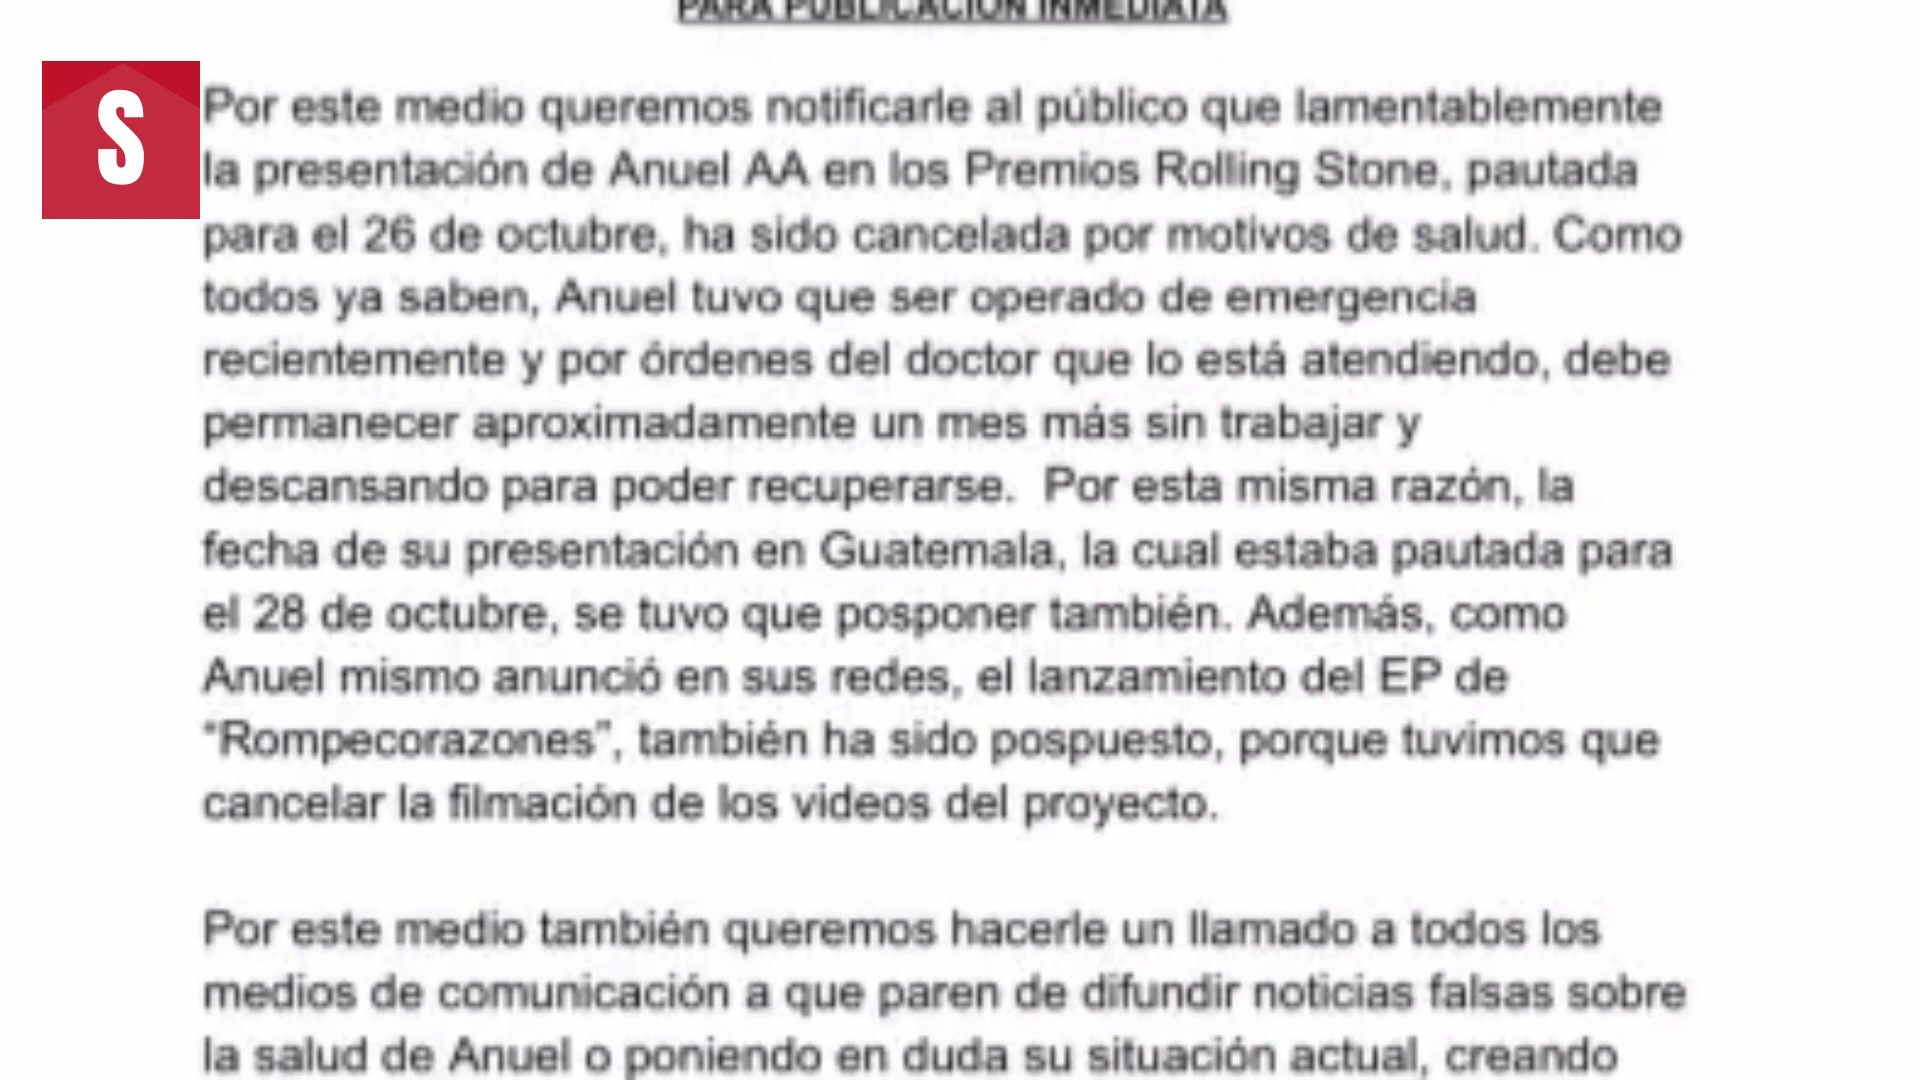 PARA PUBLICACIÓN INMEDIATA
S
Por este medio queremos notificarle al público que lamentablemente
la presentación de Anuel AA en los Premios Rolling Stone, pautada
para el 26 de octubre, ha sido cancelada por motivos de salud. Como
todos ya saben, Anuel tuvo que ser operado de emergencia
recientemente y por órdenes del doctor que lo está atendiendo, debe
permanecer aproximadamente un mes más sin trabajar y
descansando para poder recuperarse.  Por esta misma razón, la
fecha de su presentación en Guatemala, la cual estaba pautada para
el 28 de octubre, se tuvo que posponer también. Además, como
Anuel mismo anunció en sus redes, el lanzamiento del EP de
“Rompecorazones”, también ha sido pospuesto, porque tuvimos que
cancelar la filmación de los videos del proyecto.
Por este medio también queremos hacerle un llamado a todos los
medios de comunicación a que paren de difundir noticias falsas sobre
la salud de Anuel o poniendo en duda su situación actual, creando